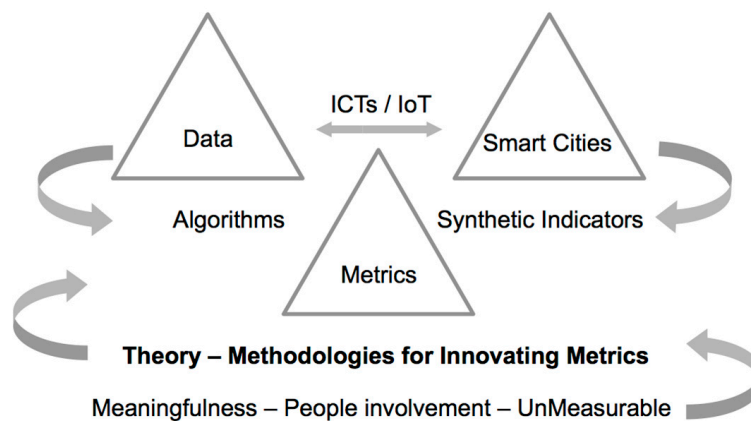 ICTs / IoT
Data
Smart Cities
Algorithms
Synthetic Indicators
Metrics
Theory – Methodologies for Innovating Metrics
Meaningfulness – People involvement – UnMeasurable